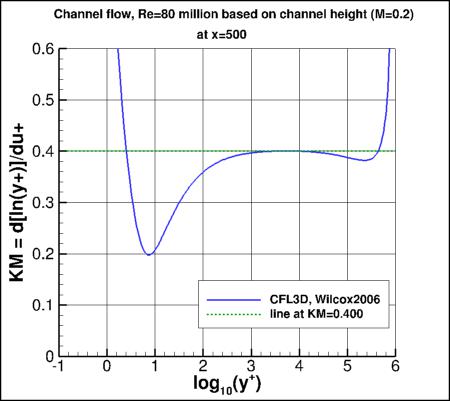 Channel flow, Re=80 million based on channel height (M=0.2)
at x=500
KM = d[ln(y+)]/du+
0.6
0.5
0.4
0.3
0.2
0.1
0
-1 0 1 2 3 4 5 6
log10(y+)
CFL3D, Wilcox2006
line at KM=0.400